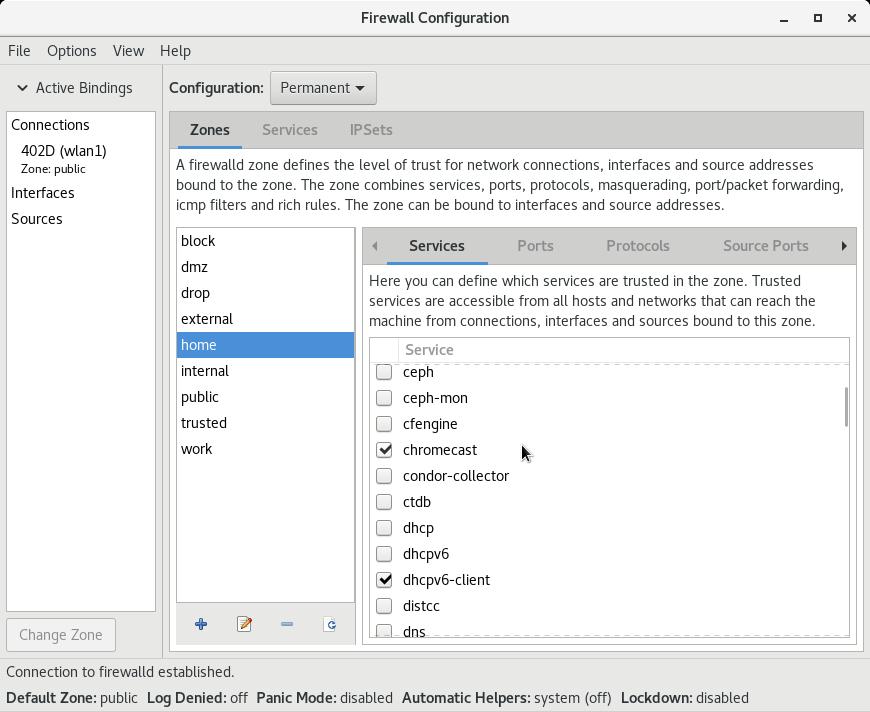 Firewall Configuration
File Options View Help
Active Bindings
Configuration: Permanent
Connections
402D (wlan1)
Zone: public
Interfaces
Sources
Change Zone
Zones Services IPSets
A firewalld zone defines the level of trust for network connections, interfaces and source addresses
bound to the zone. The zone combines services, ports, protocols, masquerading, port/packet forwarding,
icmp filters and rich rules. The zone can be bound to interfaces and source addresses.
block
dmz
drop
external
home
internal
public
trusted
work
Services Ports Protocols Source Ports
Here you can define which services are trusted in the zone. Trusted
services are accessible from all hosts and networks that can reach the
machine from connections, interfaces and sources bound to this zone.
Service
ceph
ceph-mon
cfengine
chromecast
condor-collector
ctdb
dhcp
dhcpv6
dhcpv6-client
distcc
dns
Connection to firewalld established.
Default Zone: public Log Denied: off Panic Mode: disabled Automatic Helpers: system (off) Lockdown: disabled